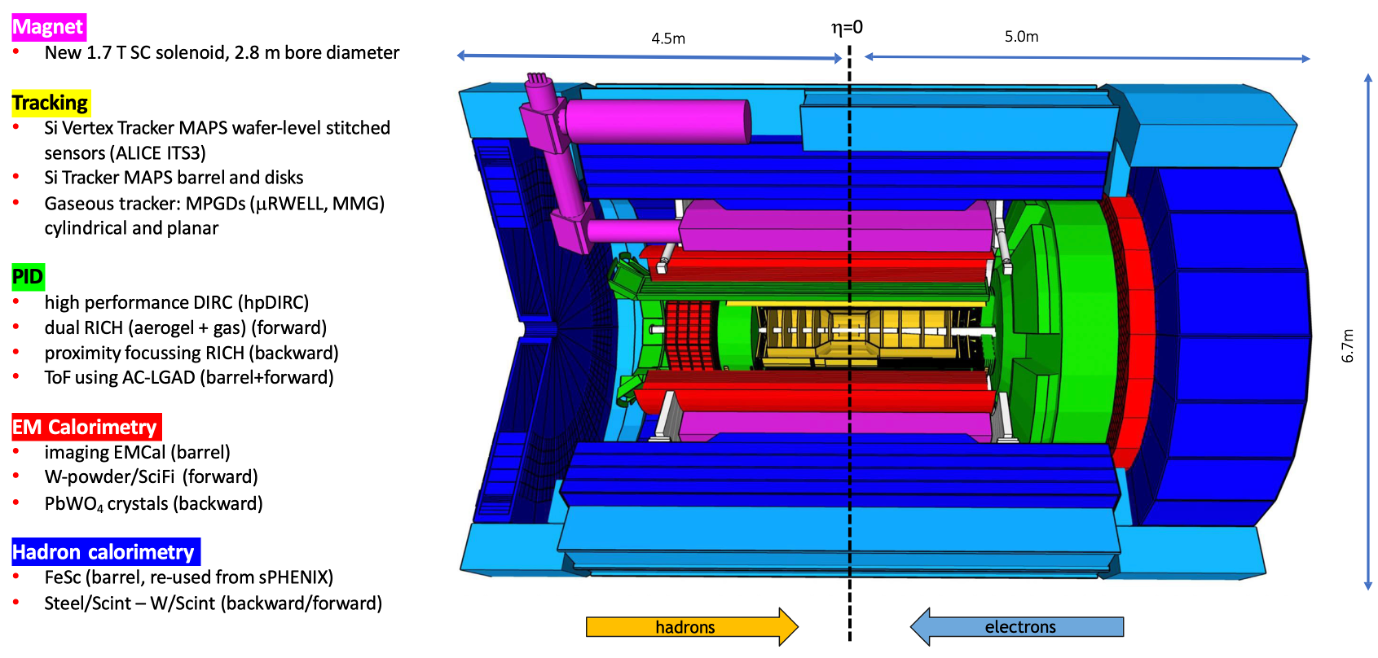 Magnet
• New 1.7 T SC solenoid, 2.8 m bore diameter
Tracking
• Si Vertex Tracker MAPS wafer-level stitched
sensors (ALICE ITS3)
• Si Tracker MAPS barrel and disks
• Gaseous tracker: MPGDs (μRWELL, MMG)
cylindrical and planar
PID
• high performance DIRC (hpDIRC)
• dual RICH (aerogel + gas) (forward)
• proximity focussing RICH (backward)
• ToF using AC-LGAD (barrel+forward)
EM Calorimetry
• imaging EMCal (barrel)
• W-powder/SciFi (forward)
• PbWO₄ crystals (backward)
Hadron calorimetry
• FeSc (barrel, re-used from sPHENIX)
• Steel/Scint – W/Scint (backward/forward)
η=0
4.5m
5.0m
6.7m
hadrons
electrons